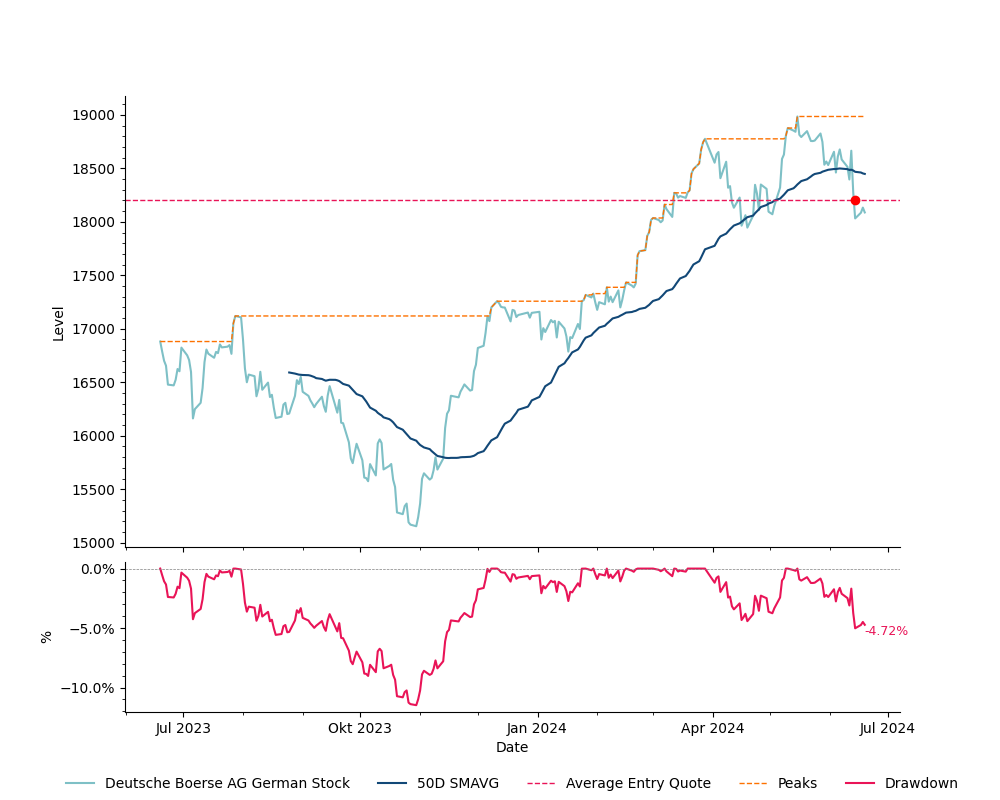 19000
18500
18000
17500
17000
16500
16000
15500
15000
Level
0.0%
−5.0%
−10.0%
%
-4.72%
Jul 2023
Okt 2023
Jan 2024
Apr 2024
Jul 2024
Date
Deutsche Boerse AG German Stock
50D SMAVG
Average Entry Quote
Peaks
Drawdown